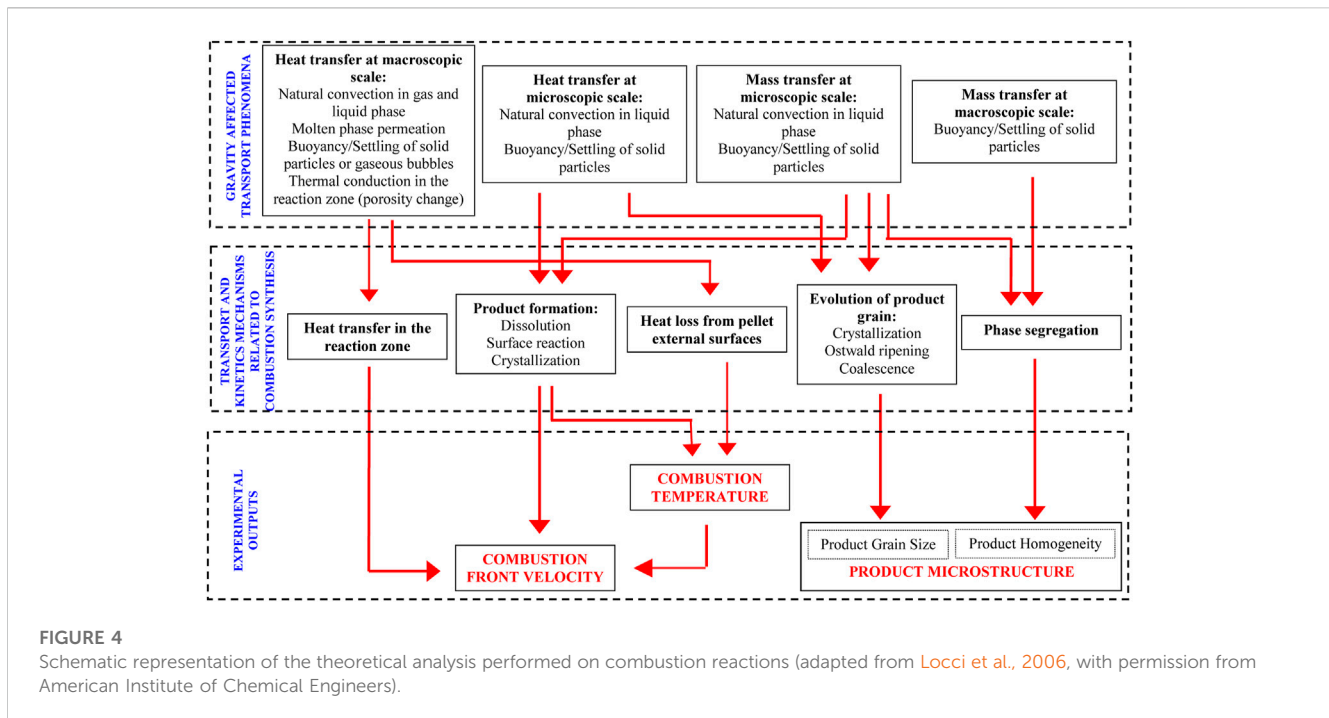 GRAVITY AFFECTED
TRANSPORT PHENOMENA
Heat transfer at macroscopic
scale:
Natural convection in gas and
liquid phase
Molten phase permeation
Buoyancy/Settling of solid
particles or gaseous bubbles
Thermal conduction in the
reaction zone (porosity change)
Heat transfer at
microscopic scale:
Natural convection in liquid
phase
Buoyancy/Settling of solid
particles
Mass transfer at
microscopic scale:
Natural convection in liquid
phase
Buoyancy/Settling of solid
particles
Mass transfer at
macroscopic scale:
Buoyancy/Settling of solid
particles
TRANSPORT AND
KINETICS MECHANISMS
RELATED TO
COMBUSTION SYNTHESIS
Heat transfer in the
reaction zone
Product formation:
Dissolution
Surface reaction
Crystallization
Heat loss from pellet
external surfaces
Evolution of product
grain:
Crystallization
Ostwald ripening
Coalescence
Phase segregation
EXPERIMENTAL
OUTPUTS
COMBUSTION
TEMPERATURE
COMBUSTION
FRONT VELOCITY
Product Grain Size
Product Homogeneity
PRODUCT MICROSTRUCTURE
FIGURE 4
Schematic representation of the theoretical analysis performed on combustion reactions (adapted from Locci et al., 2006, with permission from
American Institute of Chemical Engineers).